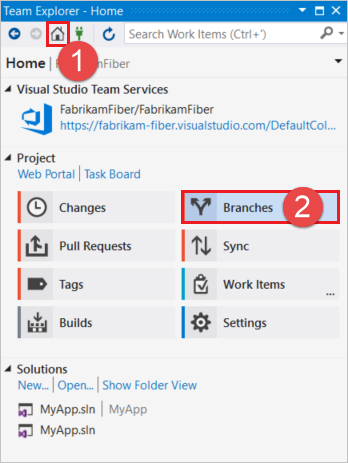 Team Explorer - Home
Search Work Items (Ctrl+')
1
Home | FabrikamFiber
Visual Studio Team Services
FabrikamFiber/FabrikamFiber
https://fabrikam-fiber.visualstudio.com/DefaultCol...
Project
Web Portal | Task Board
Changes
Branches 2
Pull Requests
Sync
Tags
Work Items ...
Builds
Settings
Solutions
New... | Open... | Show Folder View
MyApp.sln | MyApp
MyApp.sln